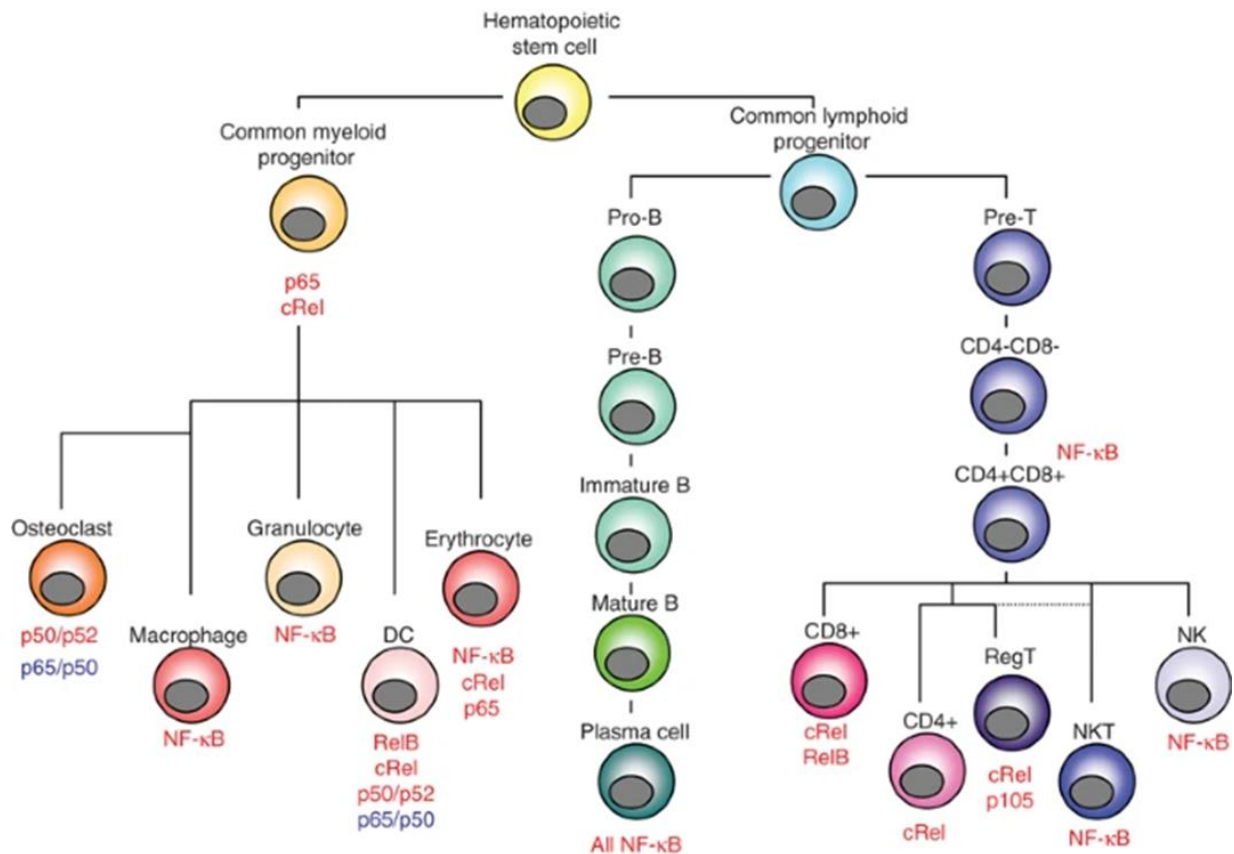 Hematopoietic
stem cell
Common myeloid
progenitor
p65
cRel
Common lymphoid
progenitor
Pro-B
Pre-B
Immature B
Mature B
Plasma cell
All NF-κB
Pre-T
CD4-CD8-
NF-κB
CD4+CD8+
Osteoclast
p50/p52
p65/p50
Macrophage
NF-κB
Granulocyte
NF-κB
DC
RelB
cRel
p50/p52
p65/p50
Erythrocyte
NF-κB
cRel
p65
CD8+
cRel
RelB
CD4+
cRel
RegT
cRel
p105
NKT
NF-κB
NK
NF-κB